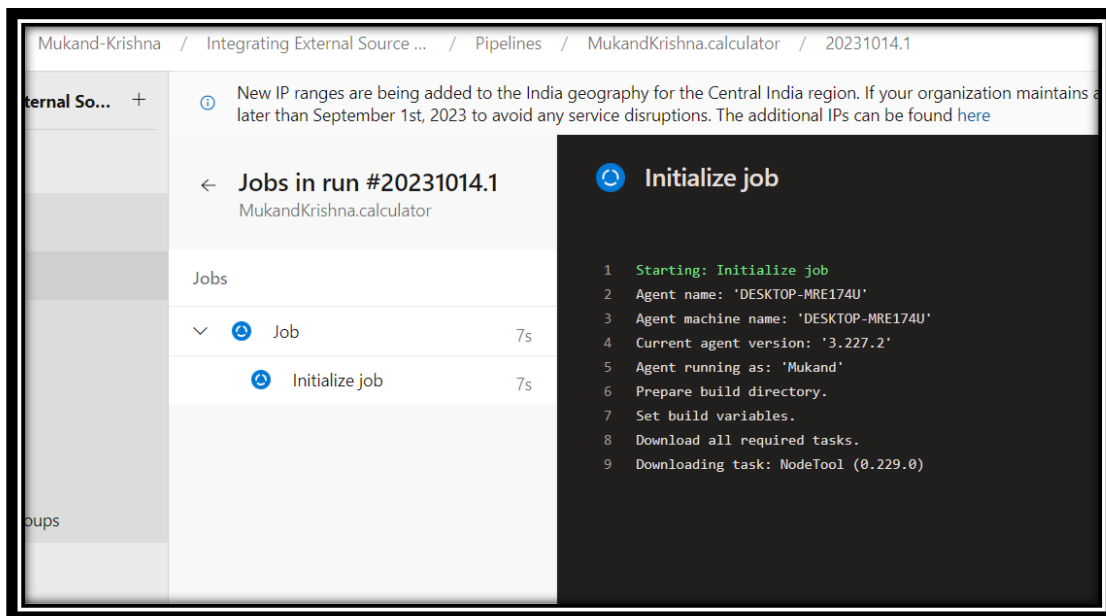 Mukand-Krishna / Integrating External Source ... / Pipelines / MukandKrishna.calculator / 20231014.1
ternal So... +
New IP ranges are being added to the India geography for the Central India region. If your organization maintains a
later than September 1st, 2023 to avoid any service disruptions. The additional IPs can be found here
← Jobs in run #20231014.1
MukandKrishna.calculator
Jobs
Job 7s
Initialize job 7s
oups
Initialize job
1 Starting: Initialize job
2 Agent name: 'DESKTOP-MRE174U'
3 Agent machine name: 'DESKTOP-MRE174U'
4 Current agent version: '3.227.2'
5 Agent running as: 'Mukand'
6 Prepare build directory.
7 Set build variables.
8 Download all required tasks.
9 Downloading task: NodeTool (0.229.0)